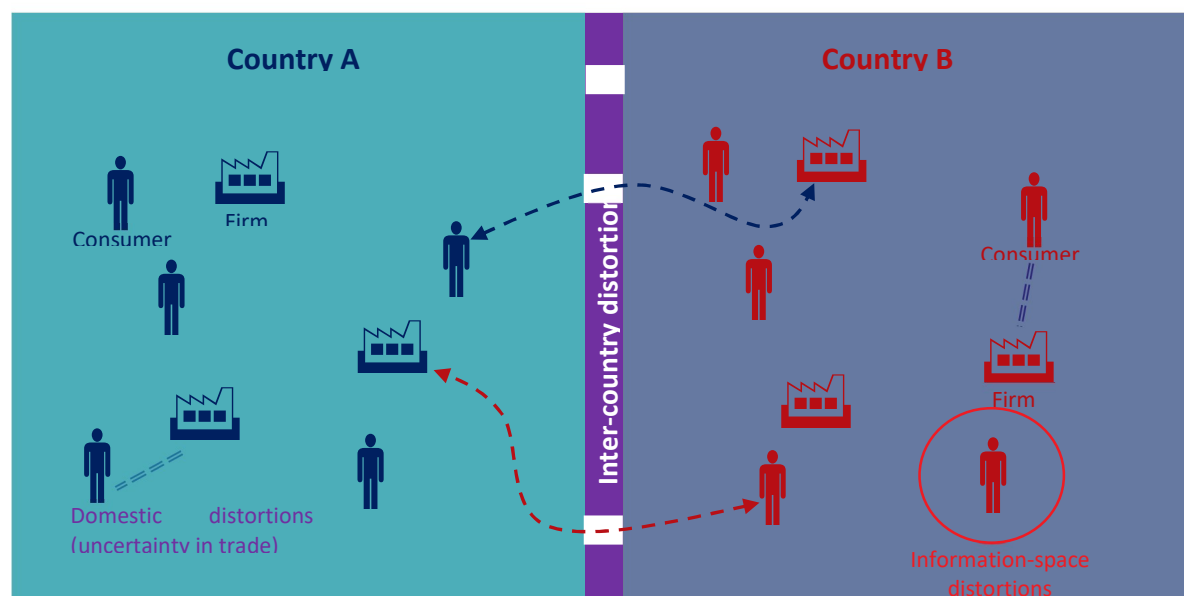 Country A
Country B
Consumer
Firm
Inter-country distortion
Consumer
Firm
Domestic distortions
(uncertainty in trade)
Information-space
distortions